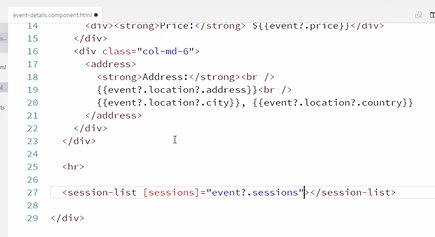 event-details.component.html ●
14 <div><strong>Price:</strong> ${{event?.price}}</div>
15 </div>
16 <div class="col-md-6">
17 <address>
18 <strong>Address:</strong><br />
19 {{event?.location?.address}}<br />
20 {{event?.location?.city}}, {{event?.location?.country}}
21 </address>
22 </div>
23 </div>
24
25 <hr>
26
27 <session-list [sessions]="event?.sessions"></session-list>
28
29 </div>